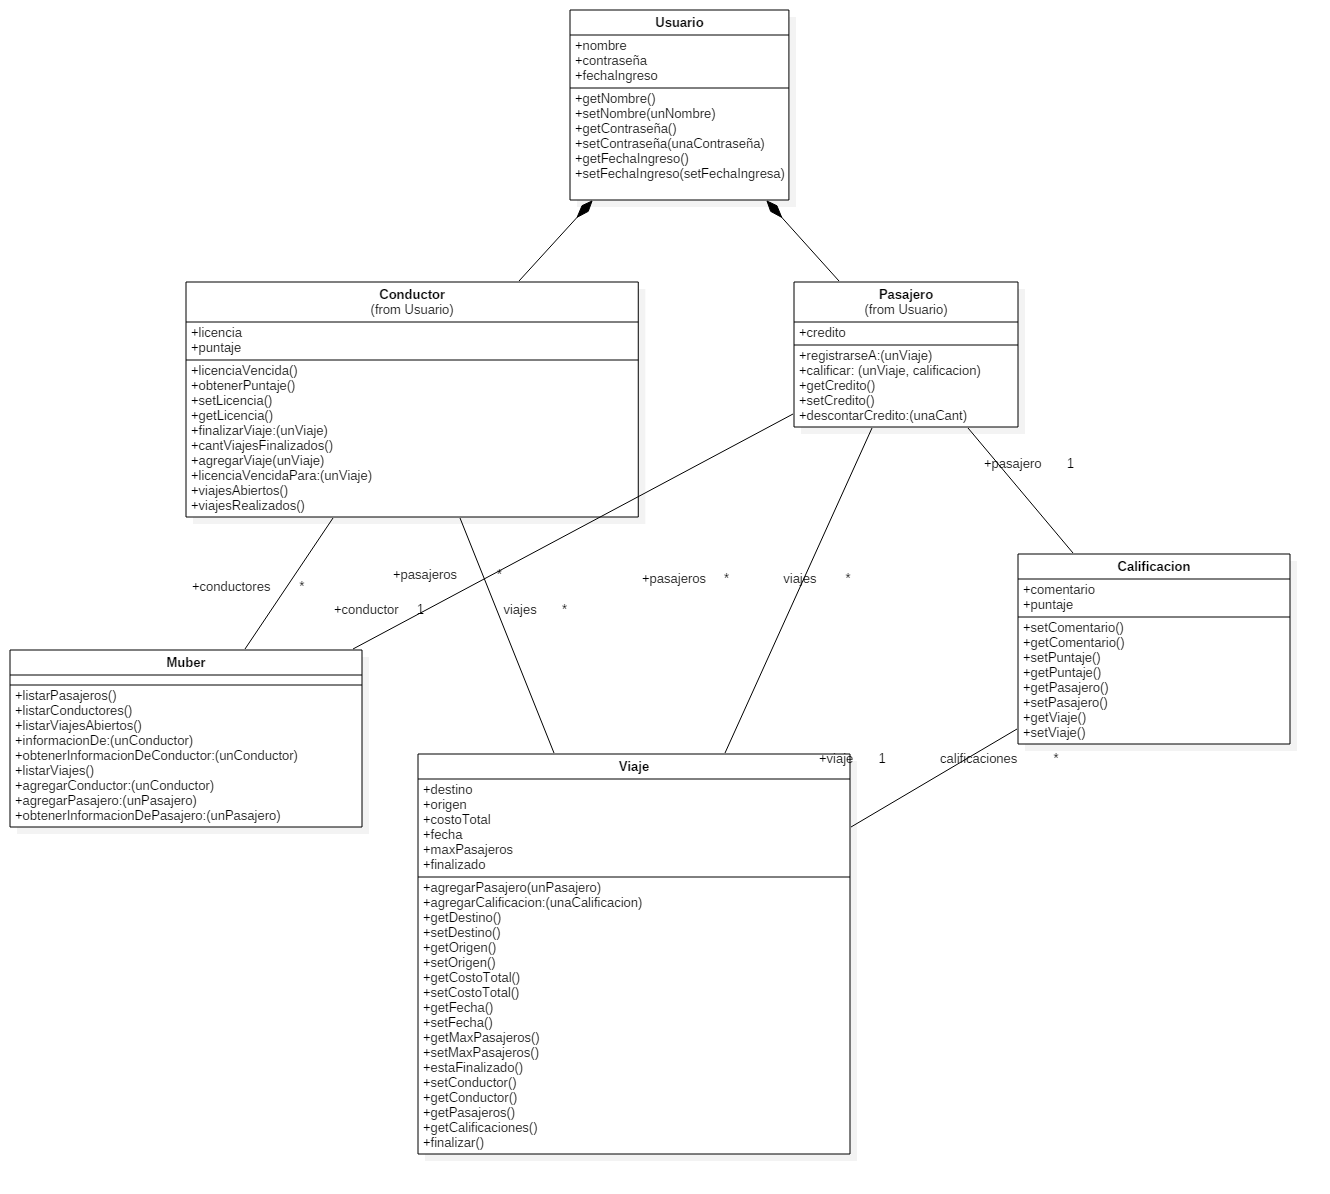 Usuario
+nombre
+contraseña
+fechaIngreso
+getNombre()
+setNombre(unNombre)
+getContraseña()
+setContraseña(unaContraseña)
+getFechaIngreso()
+setFechaIngreso(setFechaIngresa)
Conductor
(from Usuario)
+licencia
+puntaje
+licenciaVencida()
+obtenerPuntaje()
+setLicencia()
+getLicencia()
+finalizarViaje:(unViaje)
+cantViajesFinalizados()
+agregarViaje(unViaje)
+licenciaVencidaPara:(unViaje)
+viajesAbiertos()
+viajesRealizados()
Pasajero
(from Usuario)
+credito
+registrarseA:(unViaje)
+calificar: (unViaje, calificacion)
+getCredito()
+setCredito()
+descontarCredito:(unaCant)
+pasajero 1
+conductores *
+pasajeros *
+conductor 1
viajes *
+pasajeros *
viajes *
Calificacion
+comentario
+puntaje
+setComentario()
+getComentario()
+setPuntaje()
+getPuntaje()
+getPasajero()
+setPasajero()
+getViaje()
+setViaje()
Muber
+listarPasajeros()
+listarConductores()
+listarViajesAbiertos()
+informacionDe:(unConductor)
+obtenerInformacionDeConductor:(unConductor)
+listarViajes()
+agregarConductor:(unConductor)
+agregarPasajero:(unPasajero)
+obtenerInformacionDePasajero:(unPasajero)
+viaje 1
calificaciones *
Viaje
+destino
+origen
+costoTotal
+fecha
+maxPasajeros
+finalizado
+agregarPasajero(unPasajero)
+agregarCalificacion:(unaCalificacion)
+getDestino()
+setDestino()
+getOrigen()
+setOrigen()
+getCostoTotal()
+setCostoTotal()
+getFecha()
+setFecha()
+getMaxPasajeros()
+setMaxPasajeros()
+estaFinalizado()
+setConductor()
+getConductor()
+getPasajeros()
+getCalificaciones()
+finalizar()